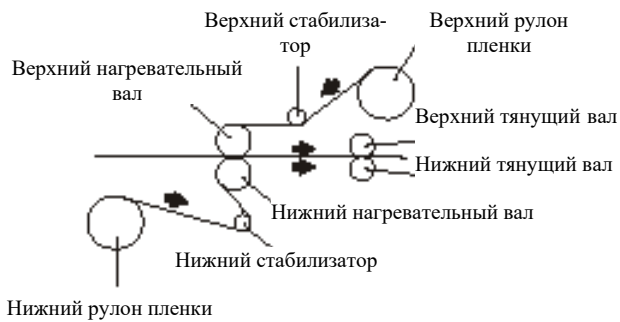 Верхний стабилиза-
тор
Верхний рулон
пленки
Верхний нагревательный
вал
Верхний тянущий вал
Нижний тянущий вал
Нижний нагревательный вал
Нижний стабилизатор
Нижний рулон пленки